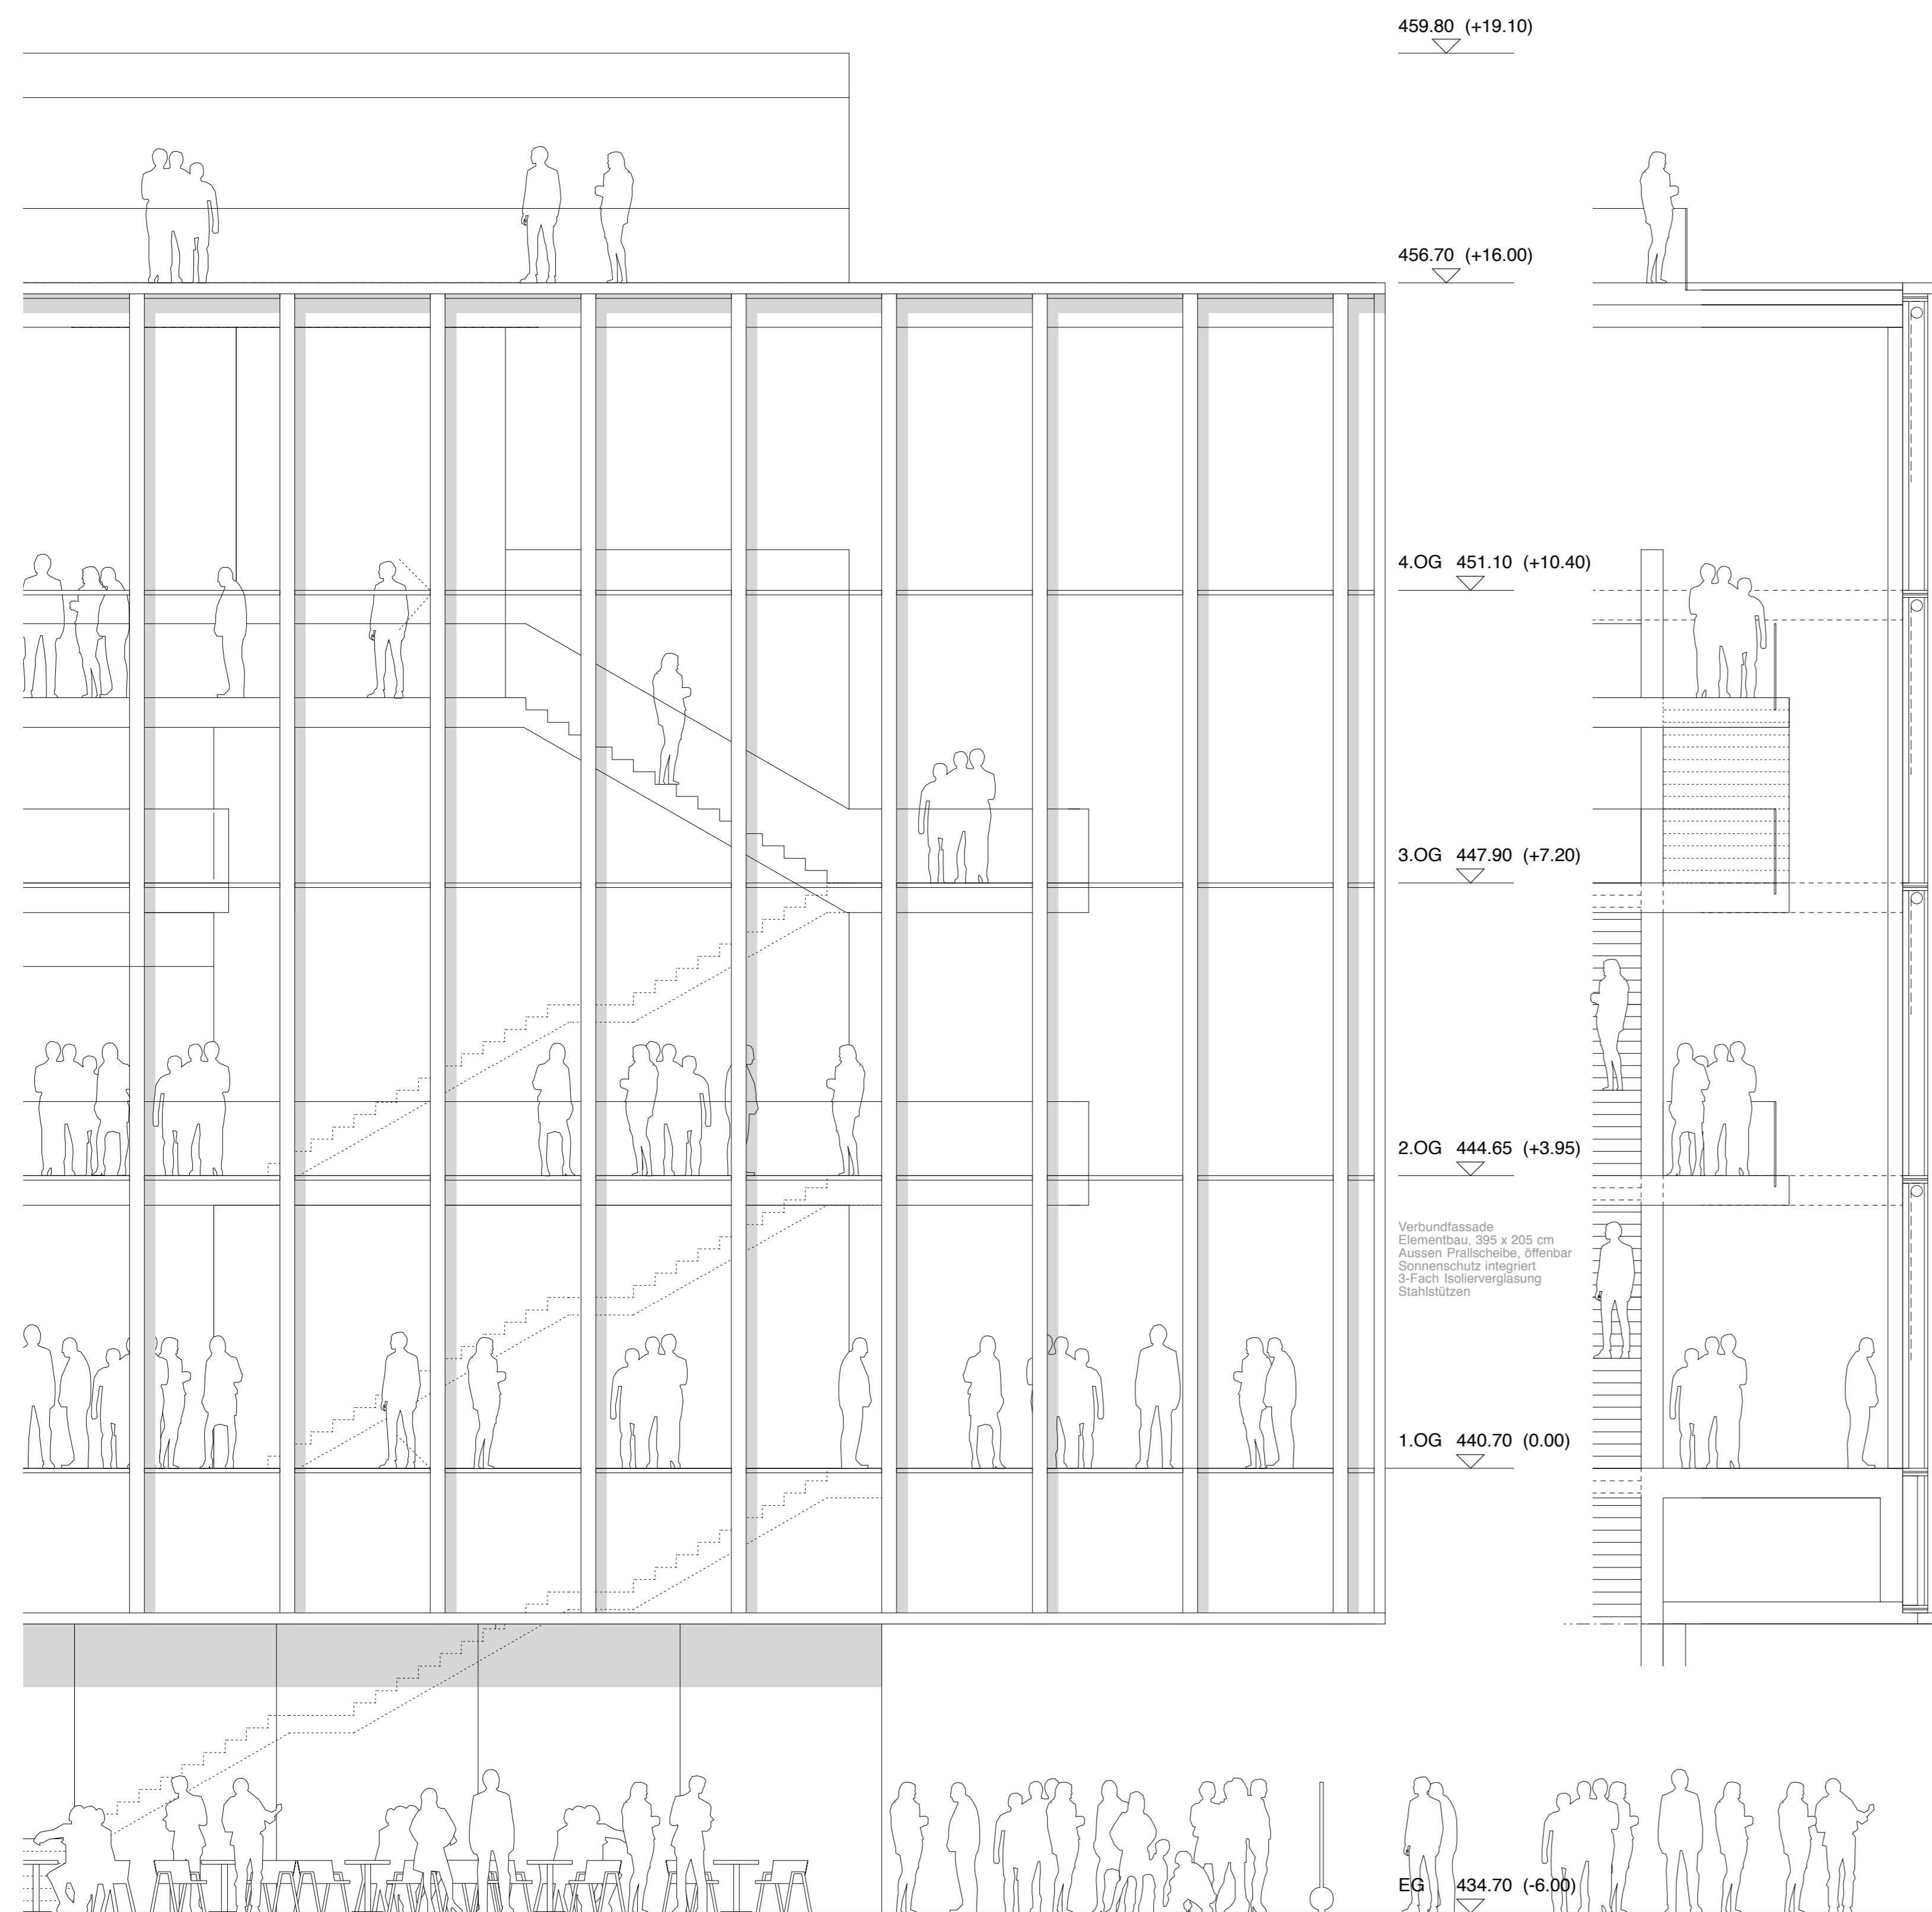 459.80 (+19.10)
456.70 (+16.00)
4.OG 451.10 (+10.40)
3.OG 447.90 (+7.20)
2.OG 444.65 (+3.95)
Verbundfassade
Elementbau, 395 x 205 cm
Aussen Prallscheibe, öffenbar
Sonnenschutz integriert
3-Fach Isolierverglasung
Stahlstützen
1.OG 440.70 (0.00)
EG 434.70 (-6.00)